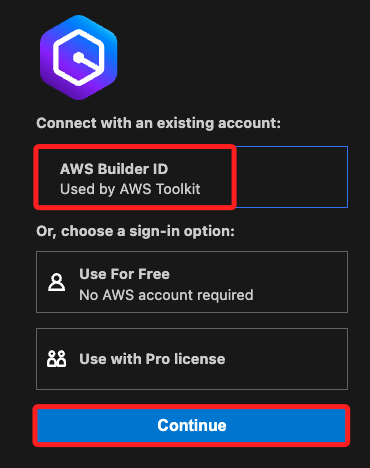 Connect with an existing account:
AWS Builder ID
Used by AWS Toolkit
Or, choose a sign-in option:
Use For Free
No AWS account required
Use with Pro license
Continue